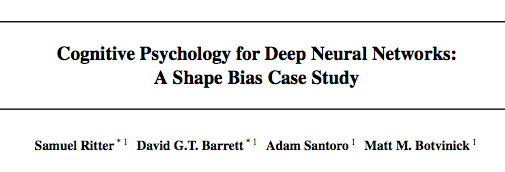 Cognitive Psychology for Deep Neural Networks:
A Shape Bias Case Study
Samuel Ritter * 1 David G.T. Barrett * 1 Adam Santoro 1 Matt M. Botvinick 1